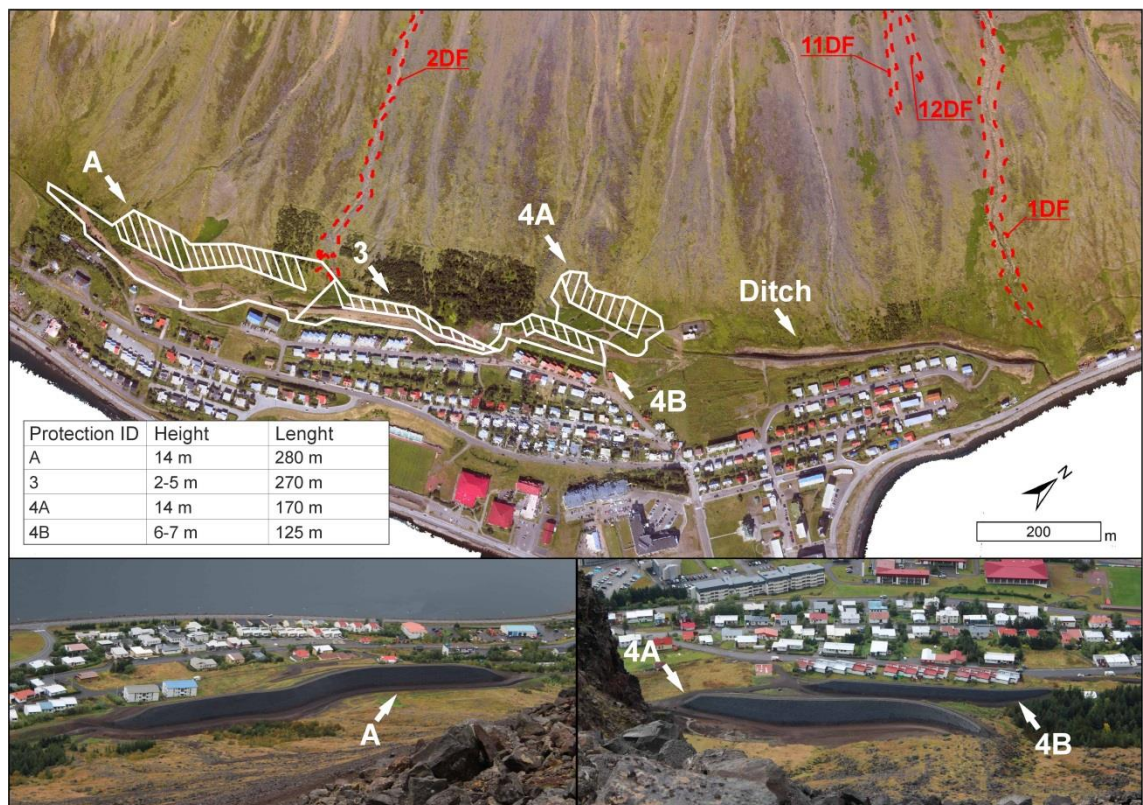 2DF
11DF
12DF
1DF
A
3
4A
4B
Ditch
Protection ID Height Lenght
A 14 m 280 m
3 2-5 m 270 m
4A 14 m 170 m
4B 6-7 m 125 m
N
200 m
A
4A
4B